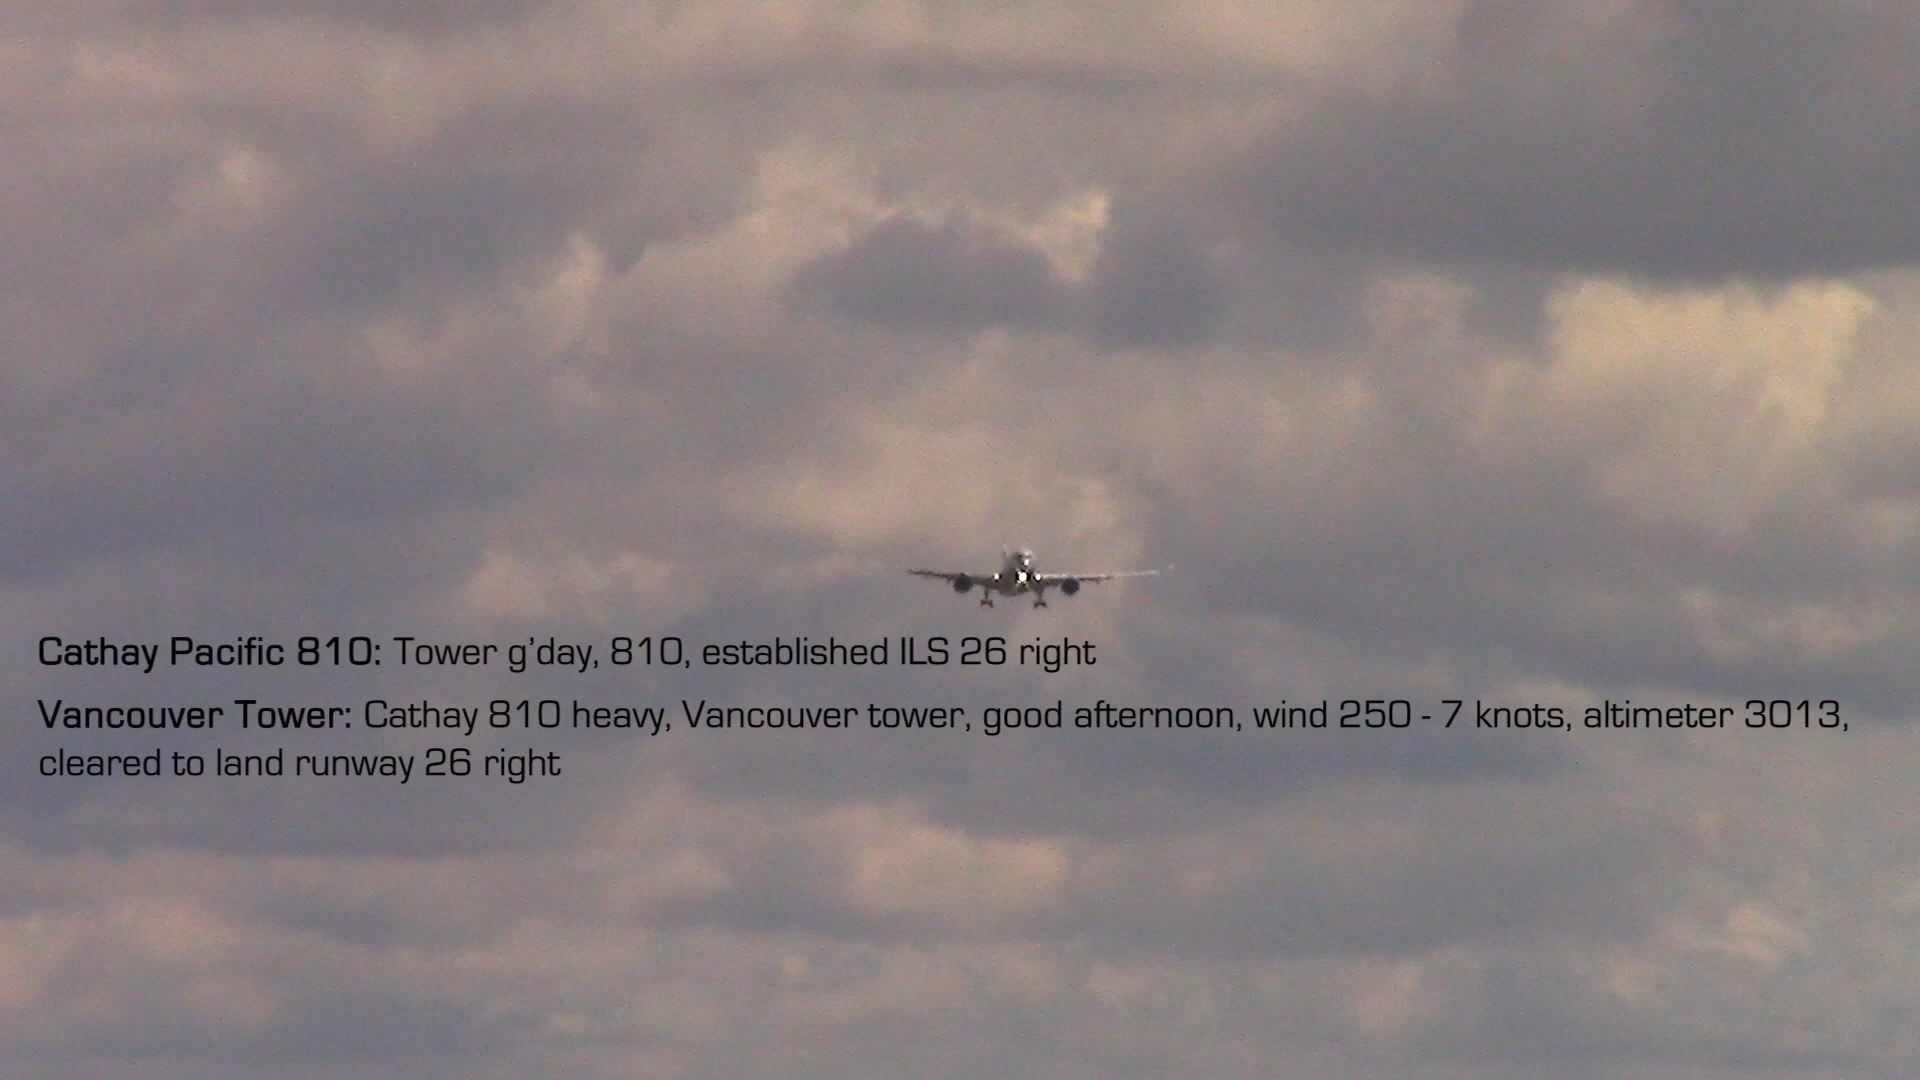 Cathay Pacific 810: Tower g'day, 810, established ILS 26 right
Vancouver Tower: Cathay 810 heavy, Vancouver tower, good afternoon, wind 250 - 7 knots, altimeter 3013,
cleared to land runway 26 right